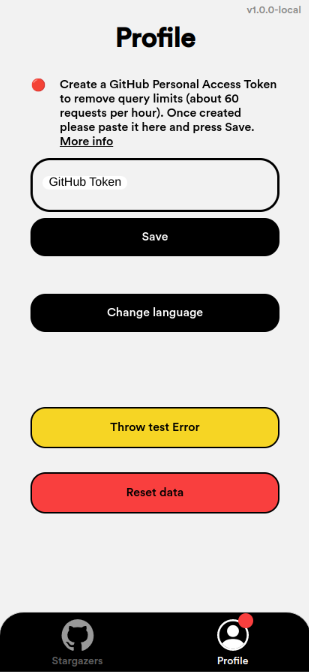 v1.0.0-local
Profile
Create a GitHub Personal Access Token
to remove query limits (about 60
requests per hour). Once created
please paste it here and press Save.
More info
GitHub Token
Save
Change language
Throw test Error
Reset data
Stargazers
Profile